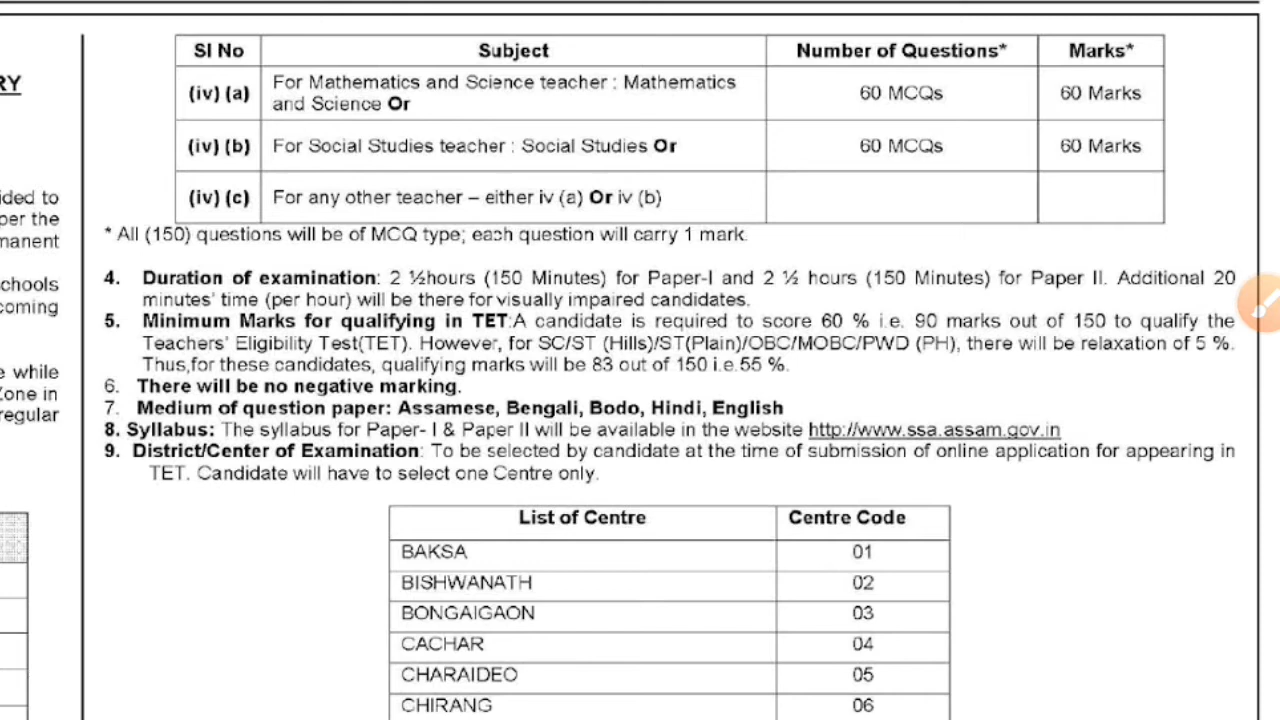 RY
ided to
per the
manent
chools
coming
e while
Zone in
regular
Sl No Subject Number of Questions* Marks*
(iv) (a) For Mathematics and Science teacher : Mathematics and Science Or 60 MCQs 60 Marks
(iv) (b) For Social Studies teacher : Social Studies Or 60 MCQs 60 Marks
(iv) (c) For any other teacher – either iv (a) Or iv (b)
* All (150) questions will be of MCQ type; each question will carry 1 mark.
4. Duration of examination: 2 ½hours (150 Minutes) for Paper-I and 2 ½ hours (150 Minutes) for Paper II. Additional 20
minutes' time (per hour) will be there for visually impaired candidates.
5. Minimum Marks for qualifying in TET:A candidate is required to score 60 % i.e. 90 marks out of 150 to qualify the
Teachers' Eligibility Test(TET). However, for SC/ST (Hills)/ST(Plain)/OBC/MOBC/PWD (PH), there will be relaxation of 5 %.
Thus,for these candidates, qualifying marks will be 83 out of 150 i.e.55 %.
6. There will be no negative marking.
7. Medium of question paper: Assamese, Bengali, Bodo, Hindi, English
8. Syllabus: The syllabus for Paper- I & Paper II will be available in the website http://www.ssa.assam.gov.in
9. District/Center of Examination: To be selected by candidate at the time of submission of online application for appearing in
TET. Candidate will have to select one Centre only.
List of Centre Centre Code
BAKSA 01
BISHWANATH 02
BONGAIGAON 03
CACHAR 04
CHARAIDEO 05
CHIRANG 06